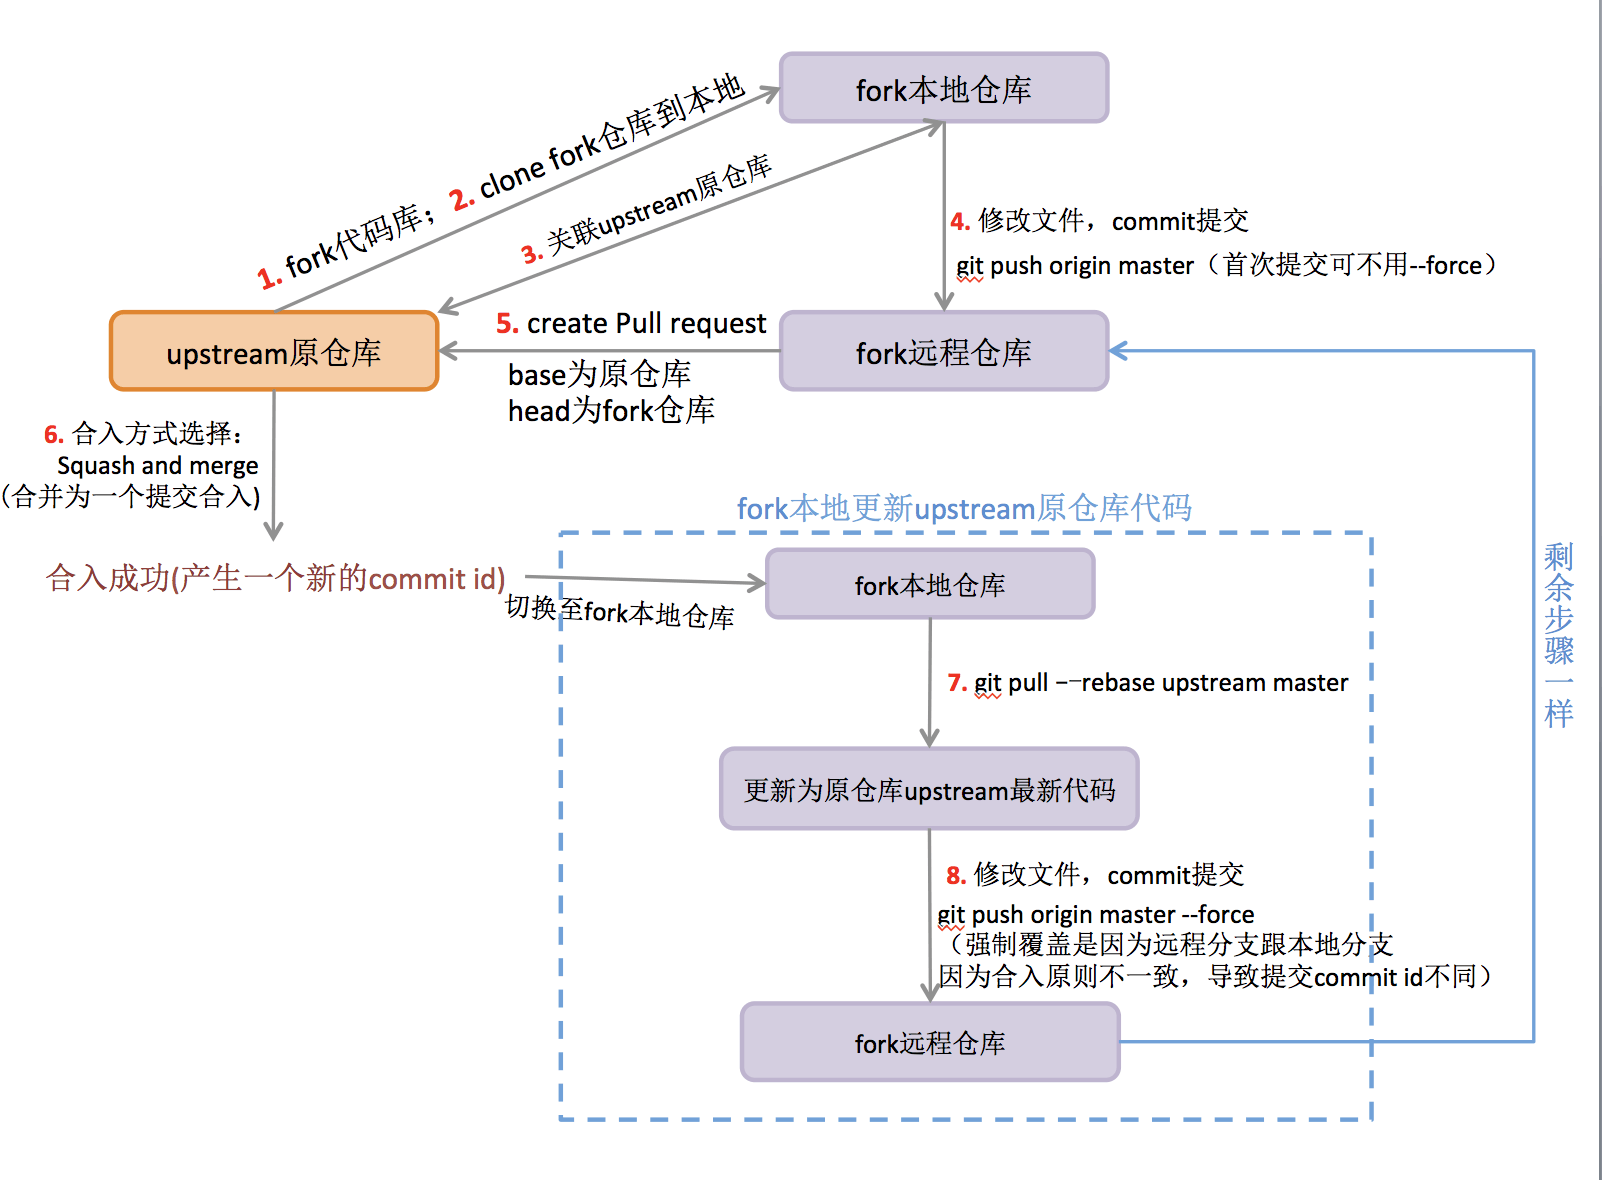 fork本地仓库
1. fork代码库；2. clone fork仓库到本地
3. 关联upstream原仓库
4. 修改文件，commit提交
git push origin master（首次提交可不用--force）
upstream原仓库
5. create Pull request
base为原仓库
head为fork仓库
fork远程仓库
6. 合入方式选择：
Squash and merge
(合并为一个提交合入)
合入成功(产生一个新的commit id)
切换至fork本地仓库
fork本地更新upstream原仓库代码
fork本地仓库
7. git pull --rebase upstream master
更新为原仓库upstream最新代码
8. 修改文件，commit提交
git push origin master --force
（强制覆盖是因为远程分支跟本地分支
因为合入原则不一致，导致提交commit id不同）
fork远程仓库
剩余步骤一样